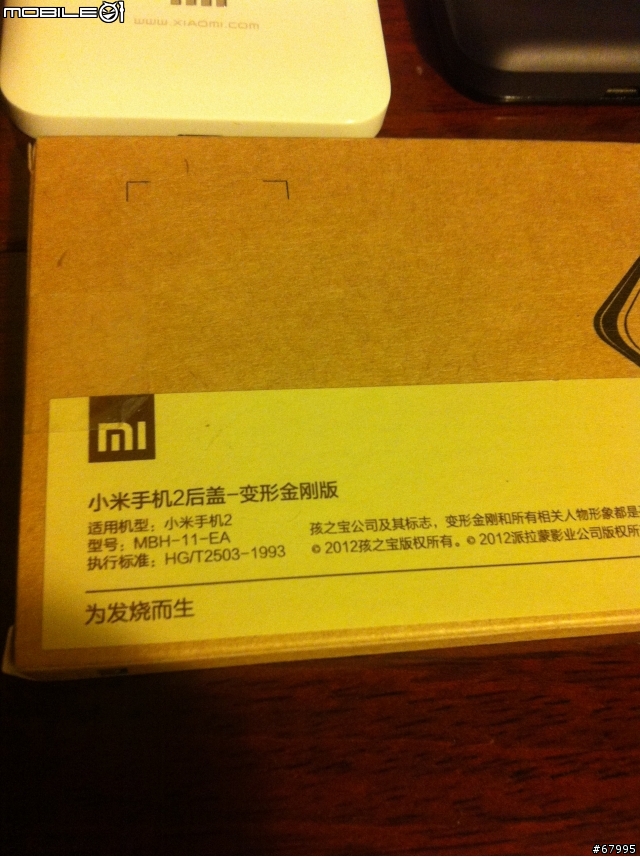 MOBILE01
mi
www.xiaomi.com
mi
小米手机2后盖-变形金刚版
适用机型：小米手机2
型号：MBH-11-EA
执行标准：HG/T2503-1993
孩之宝公司及其标志，变形金刚和所有相关人物形象都是
© 2012孩之宝版权所有。© 2012派拉蒙影业公司版权所
为发烧而生
#67995